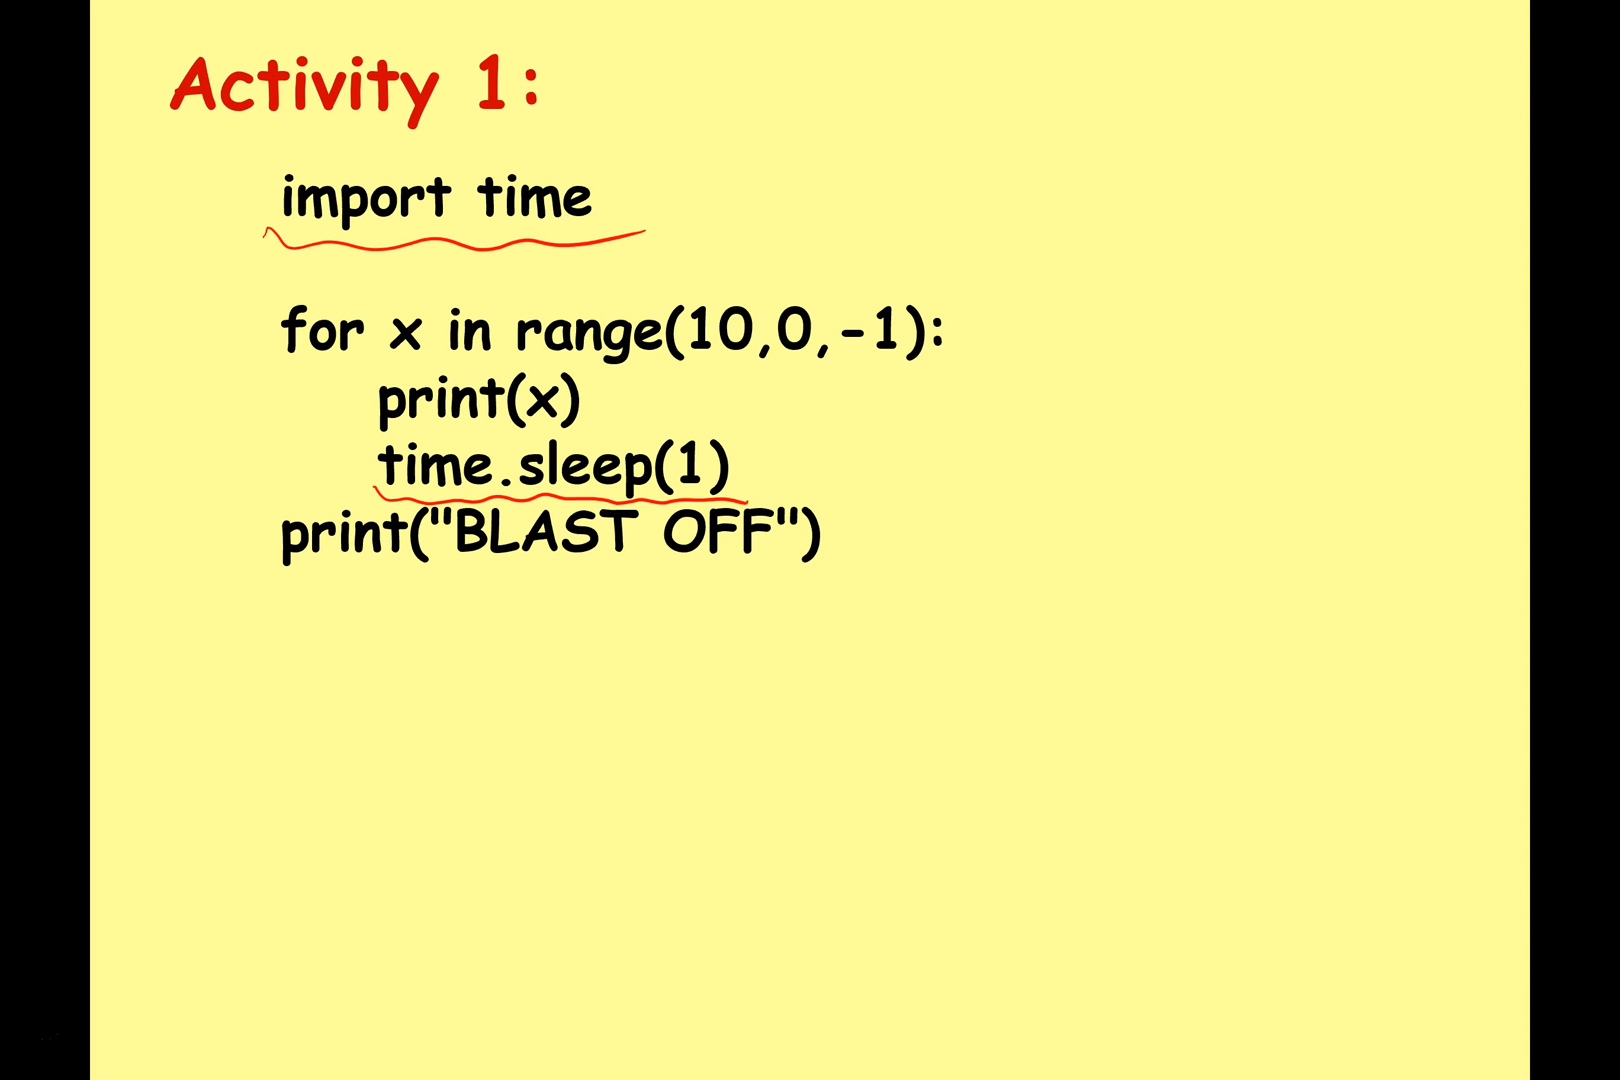 Activity 1:
import time
for x in range(10,0,-1):
print(x)
time.sleep(1)
print("BLAST OFF")